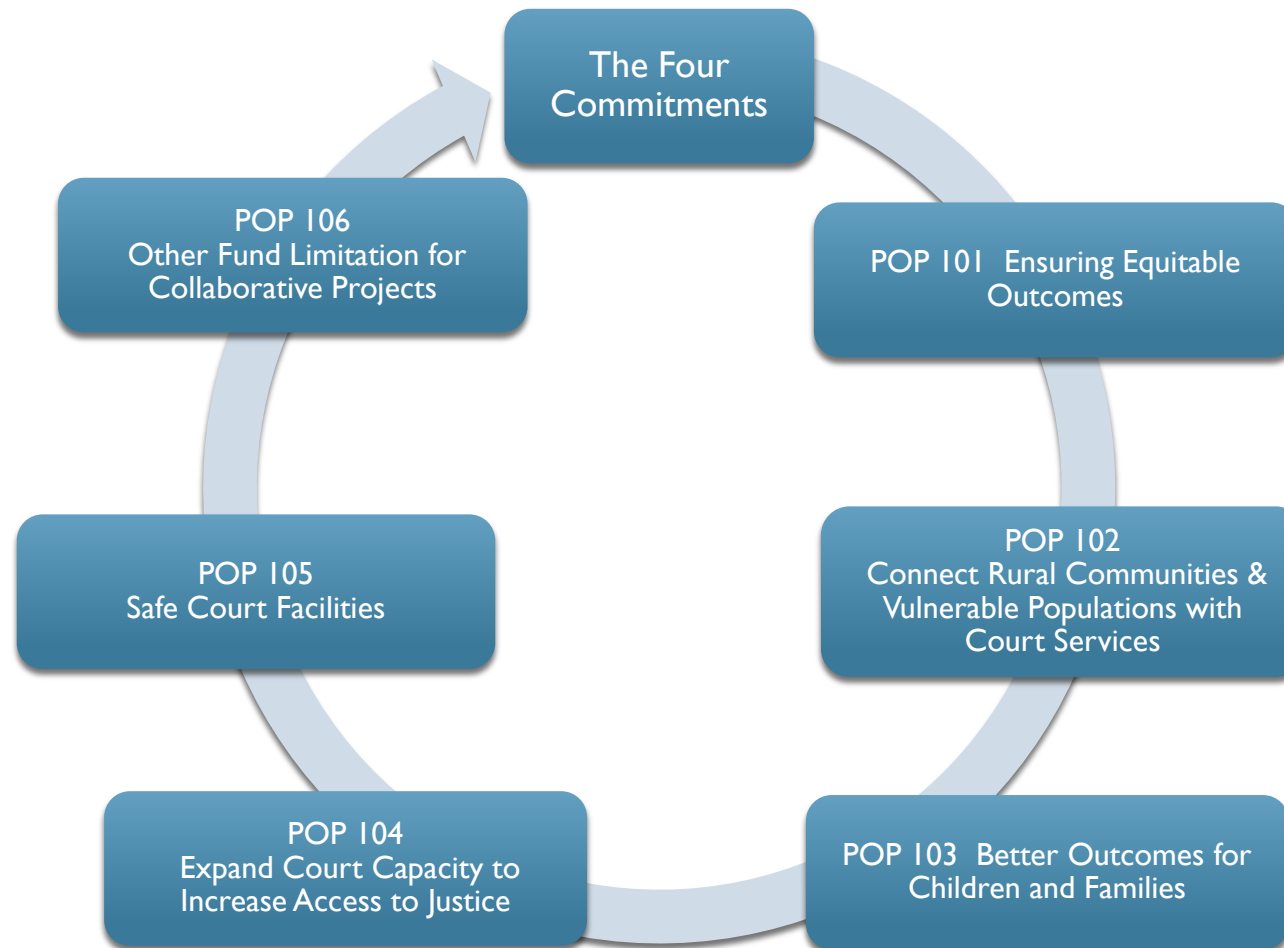 The Four
Commitments
POP 101 Ensuring Equitable
Outcomes
POP 102
Connect Rural Communities &
Vulnerable Populations with
Court Services
POP 103 Better Outcomes for
Children and Families
POP 104
Expand Court Capacity to
Increase Access to Justice
POP 105
Safe Court Facilities
POP 106
Other Fund Limitation for
Collaborative Projects